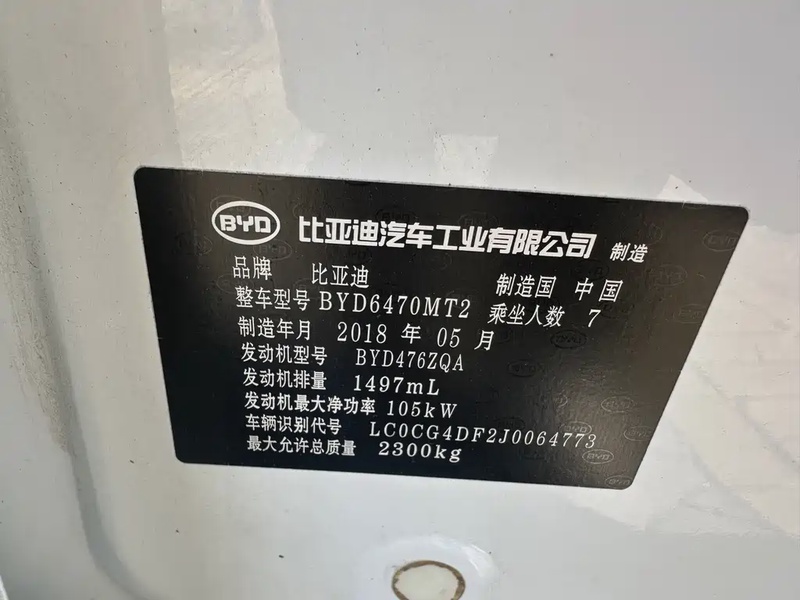 BYD 比亚迪汽车工业有限公司 制造
品牌 比亚迪 制造国 中国
整车型号 BYD6470MT2 乘坐人数 7
制造年月 2018 年 05 月
发动机型号 BYD476ZQA
发动机排量 1497mL
发动机最大净功率 105kW
车辆识别代号 LC0CG4DF2J0064773
最大允许总质量 2300kg